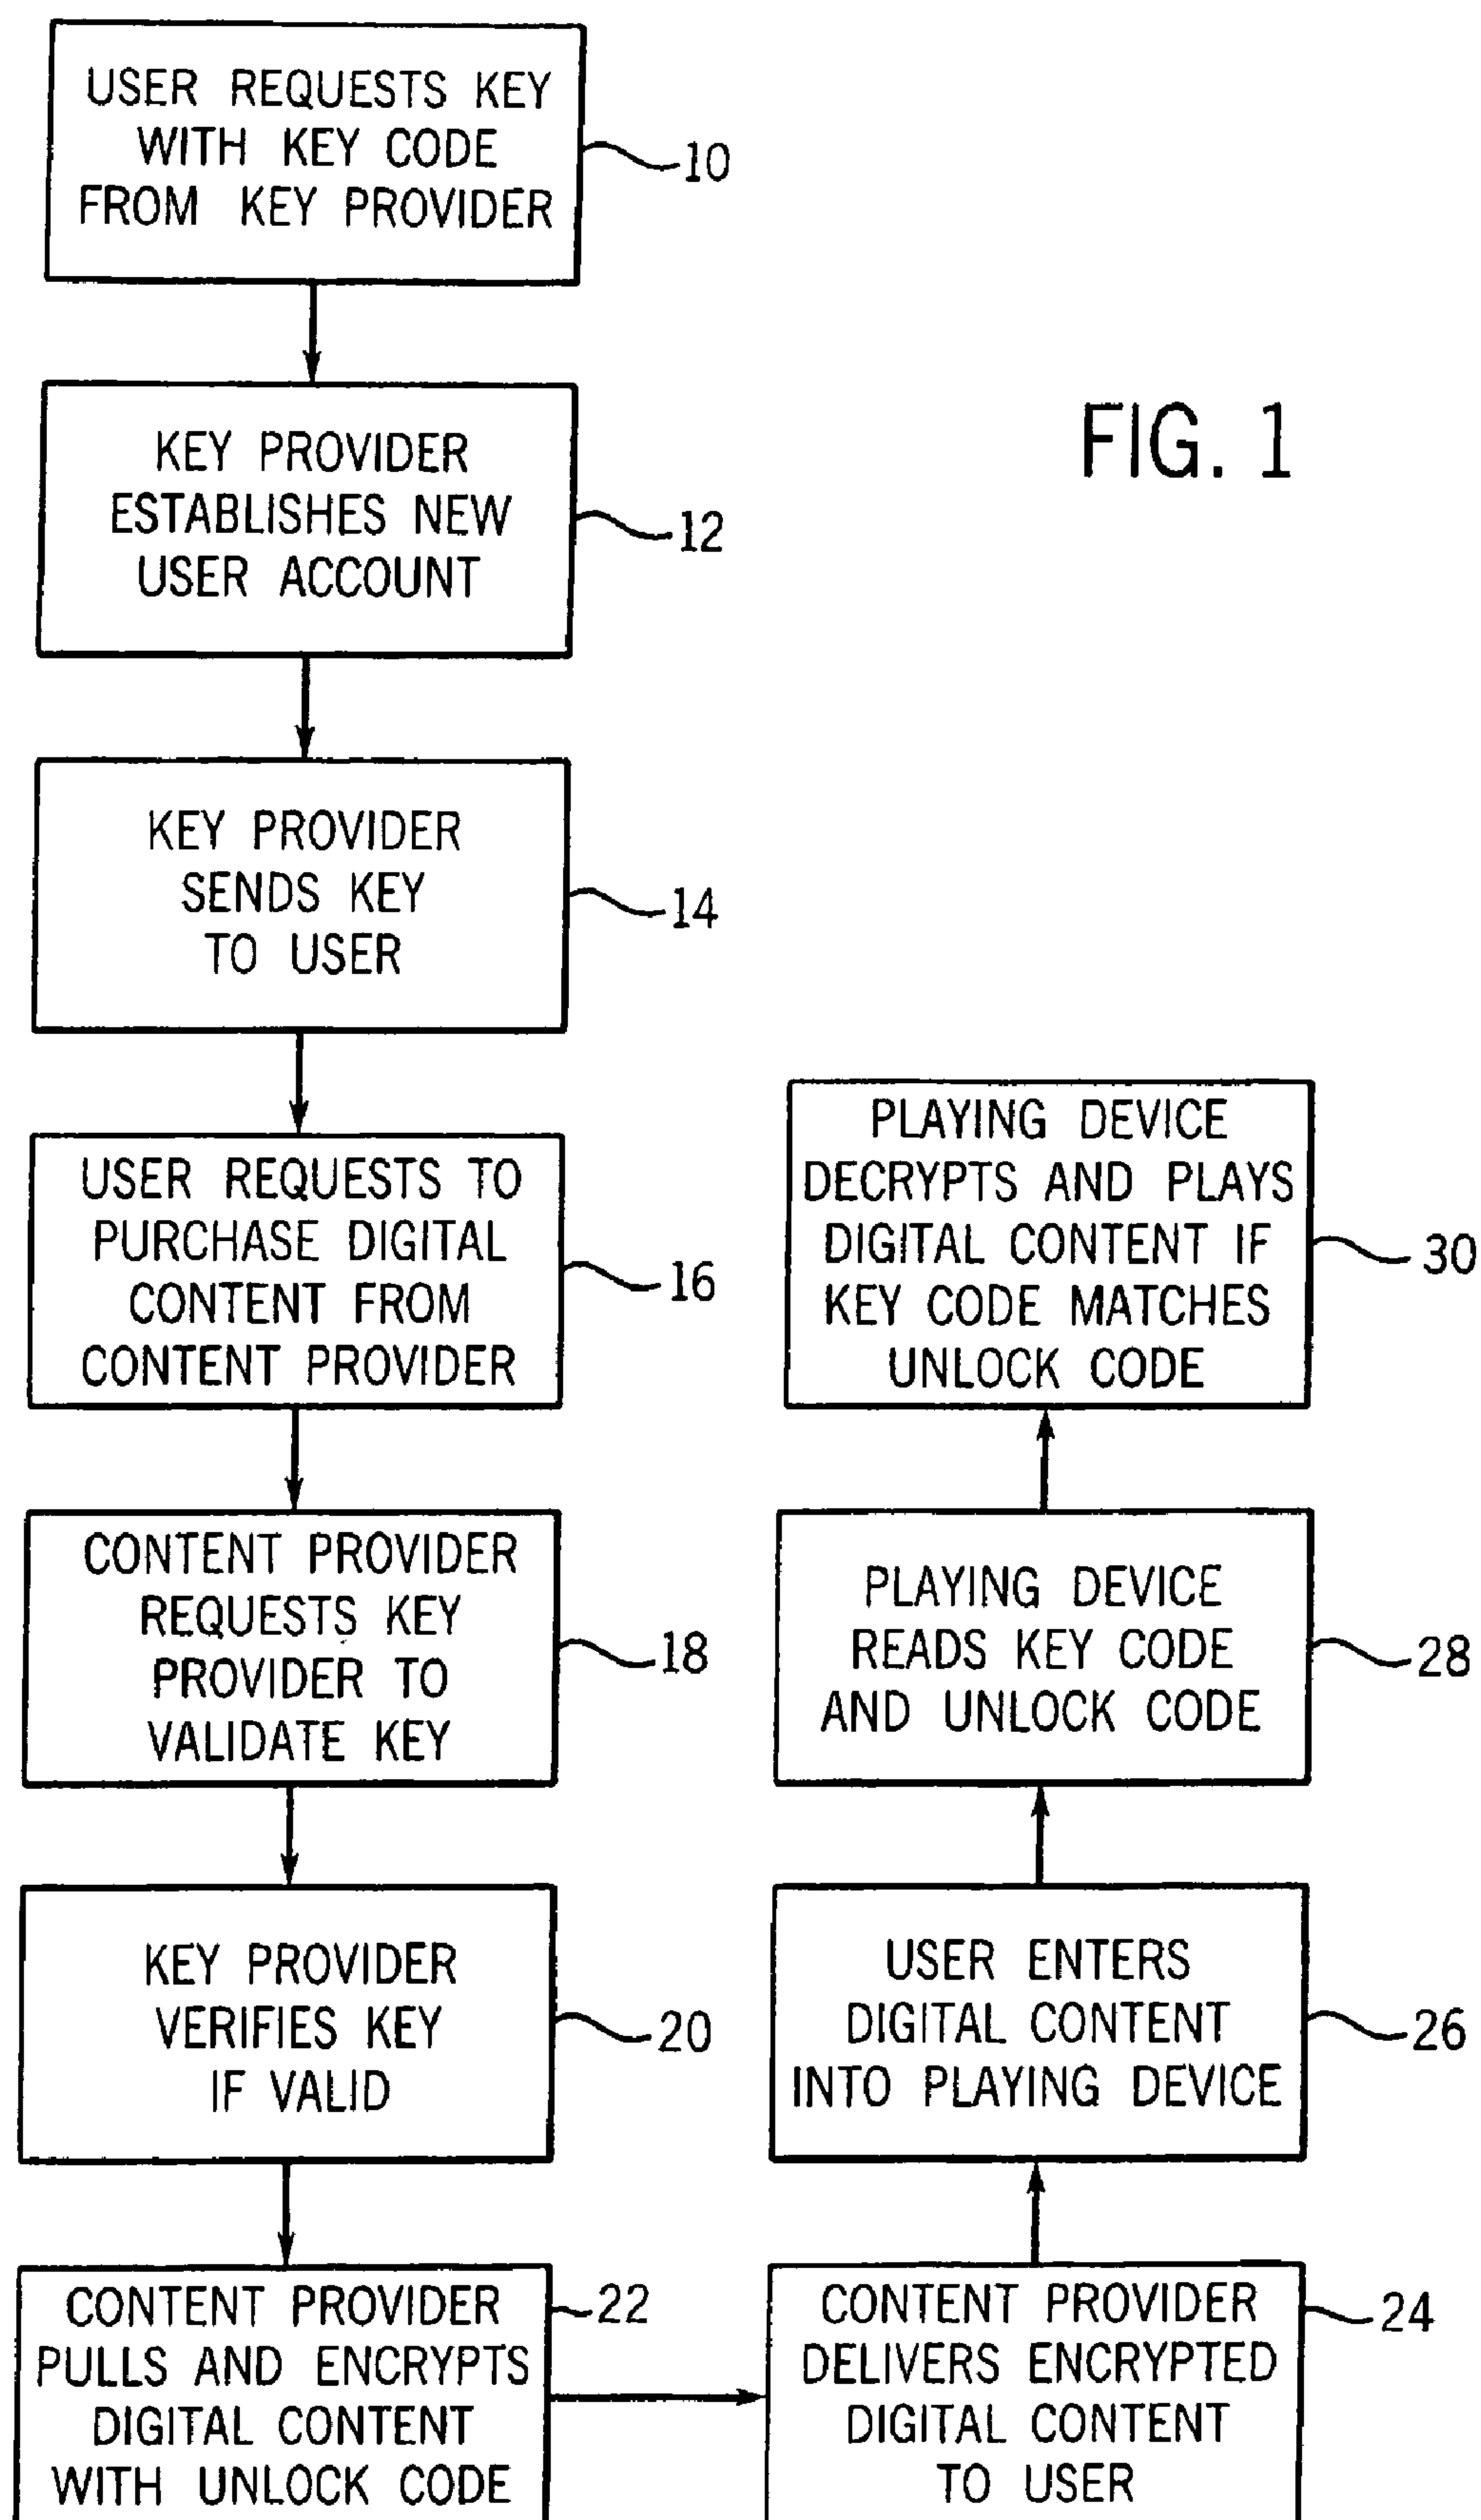 USER REQUESTS KEY
WITH KEY CODE
FROM KEY PROVIDER
10
KEY PROVIDER
ESTABLISHES NEW
USER ACCOUNT
12
FIG. 1
KEY PROVIDER
SENDS KEY
TO USER
14
USER REQUESTS TO
PURCHASE DIGITAL
CONTENT FROM
CONTENT PROVIDER
16
CONTENT PROVIDER
REQUESTS KEY
PROVIDER TO
VALIDATE KEY
18
KEY PROVIDER
VERIFIES KEY
IF VALID
20
CONTENT PROVIDER
PULLS AND ENCRYPTS
DIGITAL CONTENT
WITH UNLOCK CODE
22
CONTENT PROVIDER
DELIVERS ENCRYPTED
DIGITAL CONTENT
TO USER
24
USER ENTERS
DIGITAL CONTENT
INTO PLAYING DEVICE
26
PLAYING DEVICE
READS KEY CODE
AND UNLOCK CODE
28
PLAYING DEVICE
DECRYPTS AND PLAYS
DIGITAL CONTENT IF
KEY CODE MATCHES
UNLOCK CODE
30